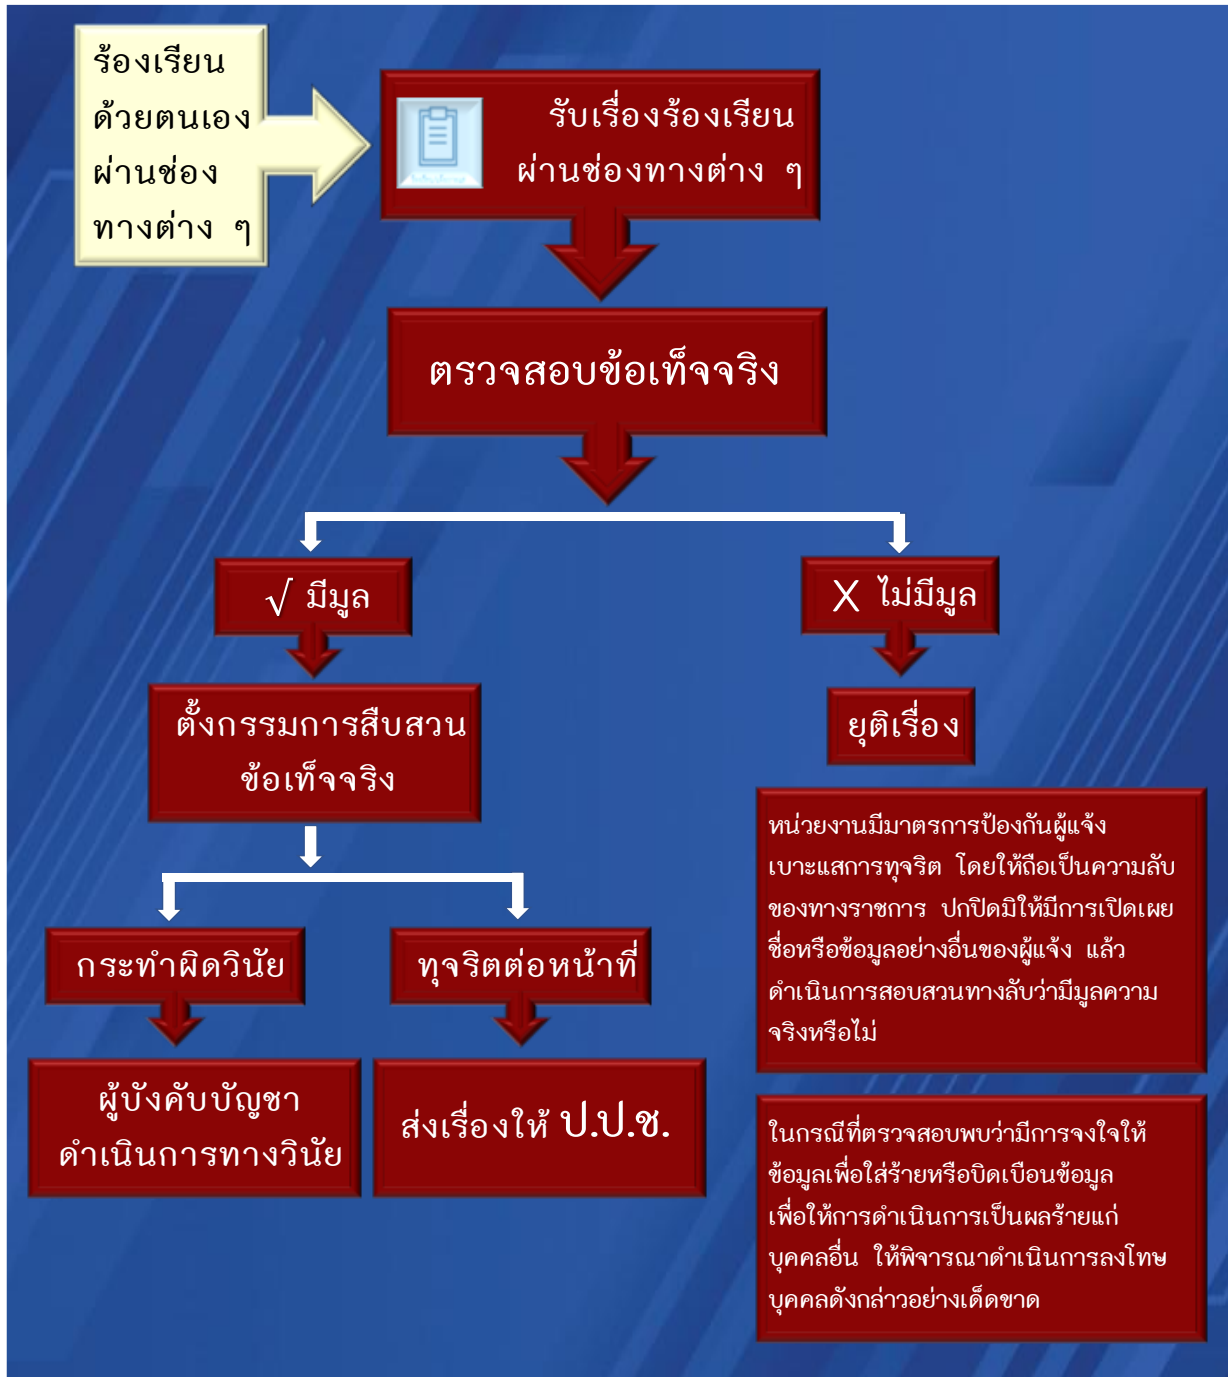 ร้องเรียน
ด้วยตนเอง
ผ่านช่อง
ทางต่าง ๆ
รับเรื่องร้องเรียน
ผ่านช่องทางต่าง ๆ
ตรวจสอบข้อเท็จจริง
√ มีมูล
X ไม่มีมูล
ตั้งกรรมการสืบสวน
ข้อเท็จจริง
ยุติเรื่อง
กระทำผิดวินัย
ทุจริตต่อหน้าที่
ผู้บังคับบัญชา
ดำเนินการทางวินัย
ส่งเรื่องให้ ป.ป.ช.
หน่วยงานมีมาตรการป้องกันผู้แจ้ง
เบาะแสการทุจริต โดยให้ถือเป็นความลับ
ของทางราชการ ปกปิดมิให้มีการเปิดเผย
ชื่อหรือข้อมูลอย่างอื่นของผู้แจ้ง แล้ว
ดำเนินการสอบสวนทางลับว่ามีมูลความ
จริงหรือไม่
ในกรณีที่ตรวจสอบพบว่ามีการจงใจให้
ข้อมูลเพื่อใส่ร้ายหรือบิดเบือนข้อมูล
เพื่อให้การดำเนินการเป็นผลร้ายแก่
บุคคลอื่น ให้พิจารณาดำเนินการลงโทษ
บุคคลดังกล่าวอย่างเด็ดขาด